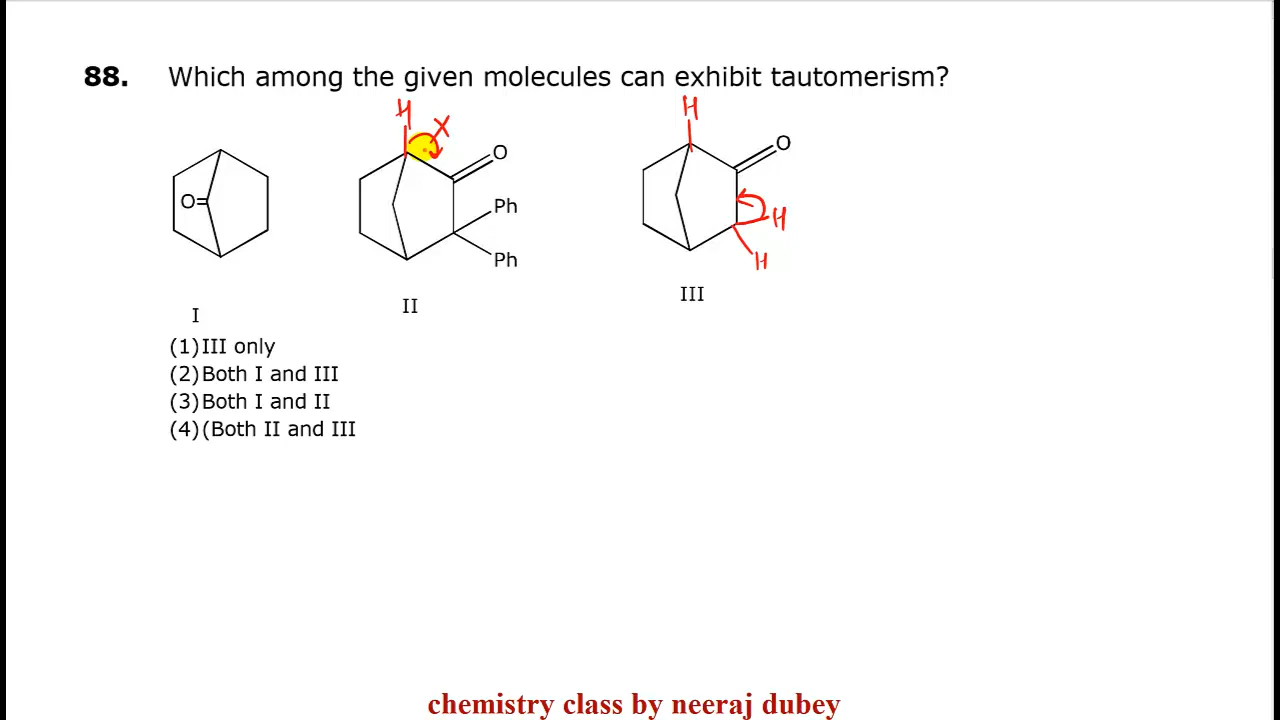 88. Which among the given molecules can exhibit tautomerism?
H X O Ph Ph
II
O=
I
H O H H
III
(1) III only
(2) Both I and III
(3) Both I and II
(4) (Both II and III
chemistry class by neeraj dubey